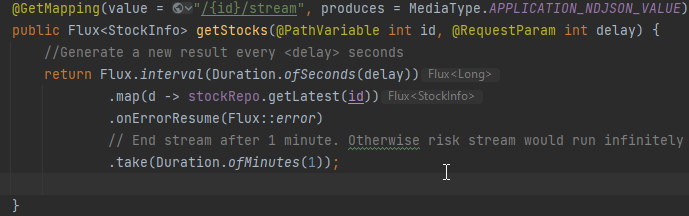 @GetMapping(value = "/{id}/stream", produces = MediaType.APPLICATION_NDJSON_VALUE)
public Flux<StockInfo> getStocks(@PathVariable int id, @RequestParam int delay) {
//Generate a new result every <delay> seconds
return Flux.interval(Duration.ofSeconds(delay)) Flux<Long>
.map(d -> stockRepo.getLatest(id)) Flux<StockInfo>
.onErrorResume(Flux::error)
// End stream after 1 minute. Otherwise risk stream would run infinitely
.take(Duration.ofMinutes(1));
}